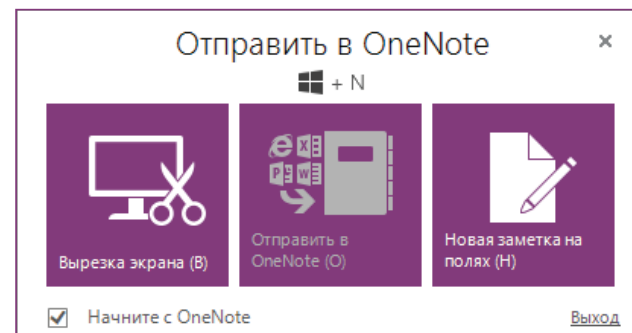 Отправить в OneNote
+ N
Вырезка экрана (В)
Отправить в
OneNote (О)
Новая заметка на
полях (Н)
Начните с OneNote
Выход